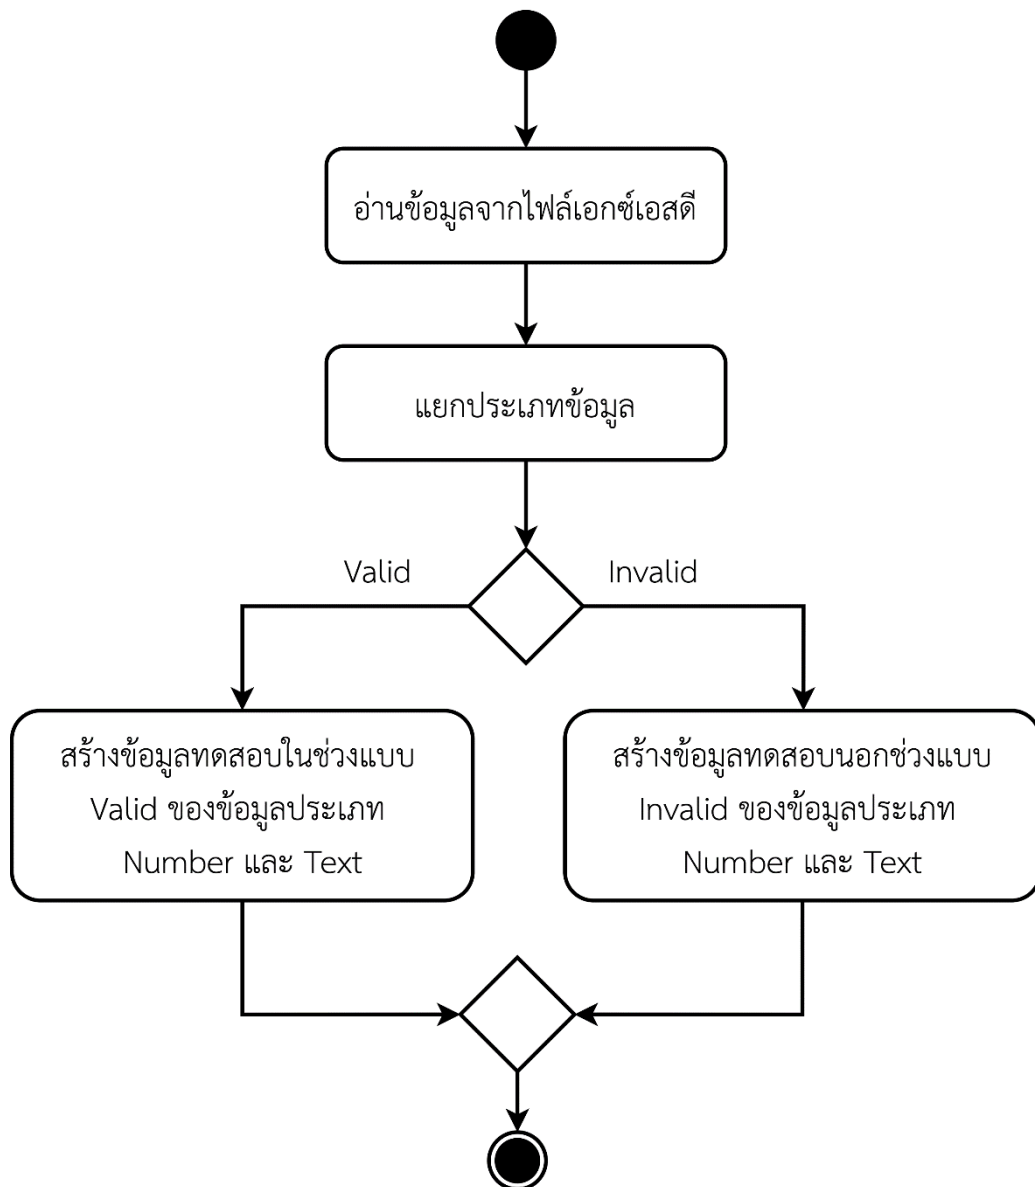 อ่านข้อมูลจากไฟล์เอกซ์เอสดี
แยกประเภทข้อมูล
Valid
Invalid
สร้างข้อมูลทดสอบในช่วงแบบ
Valid ของข้อมูลประเภท
Number และ Text
สร้างข้อมูลทดสอบนอกช่วงแบบ
Invalid ของข้อมูลประเภท
Number และ Text